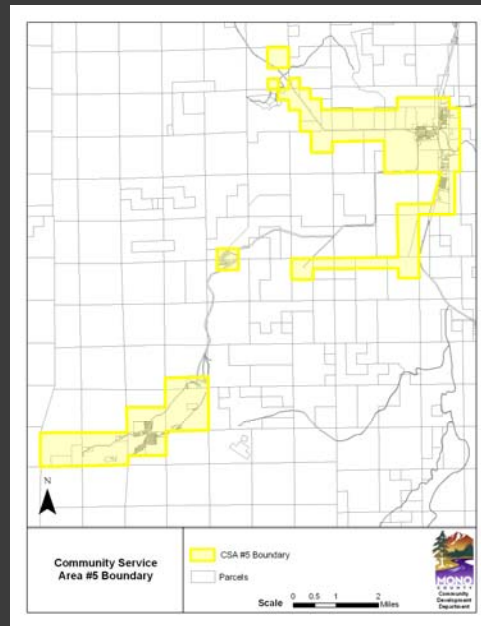 N
Community Service
Area #5 Boundary
CSA #5 Boundary
Parcels
Scale
0 0.5 1 2
Miles
MONO
COUNTY
Community
Development
Department